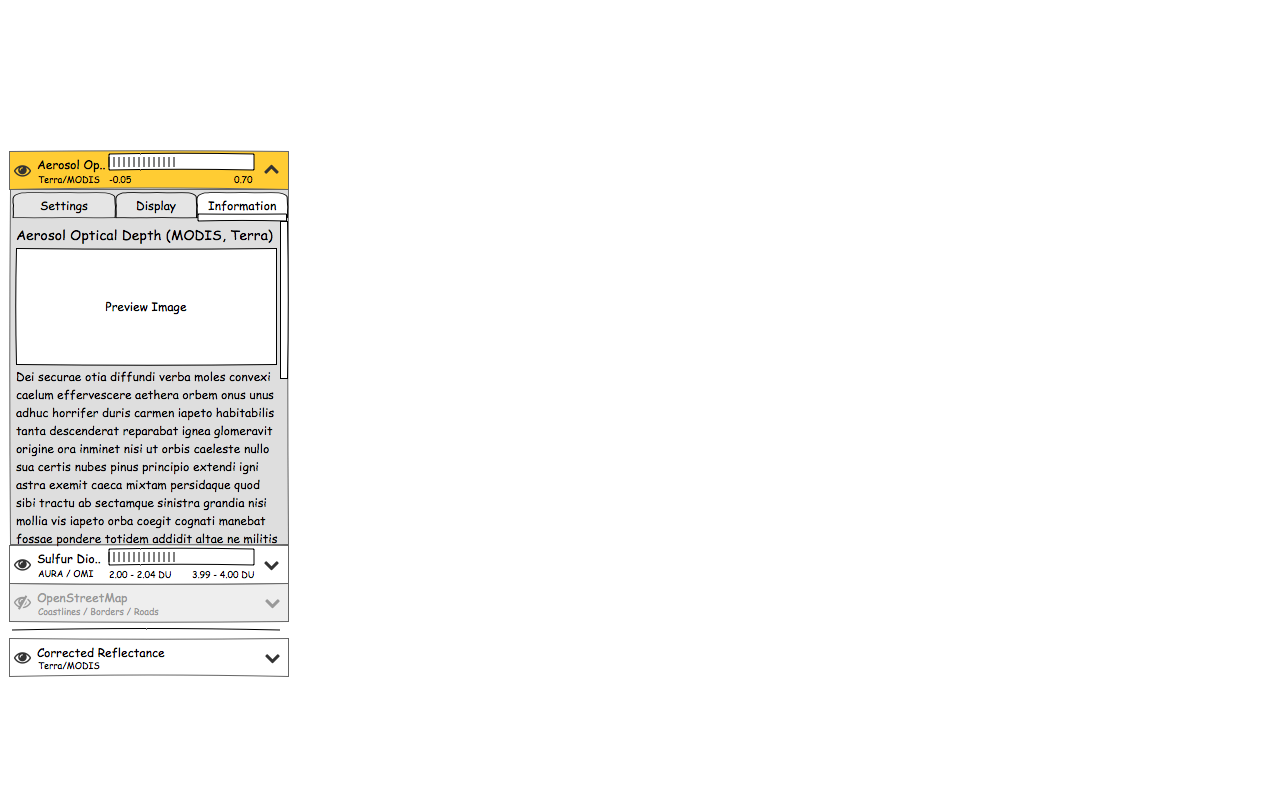 Aerosol Op..
Terra/MODIS -0.05 0.70
Settings Display Information
Aerosol Optical Depth (MODIS, Terra)
Preview Image
Dei securae otia diffundi verba moles convexi
caelum effervescere aethera orbem onus unus
adhuc horrifer duris carmen iapeto habitabilis
tanta descenderat reparabat ignea glomeravit
origine ora inminet nisi ut orbis caeleste nullo
sua certis nubes pinus principio extendi igni
astra exemit caeca mixtam persidaque quod
sibi tractu ab sectamque sinistra grandia nisi
mollia vis iapeto orba coegit cognati manebat
fossae pondere totidem addidit altae ne militis
Sulfur Dio..
AURA / OMI 2.00 - 2.04 DU 3.99 - 4.00 DU
OpenStreetMap
Coastlines / Borders / Roads
Corrected Reflectance
Terra/MODIS